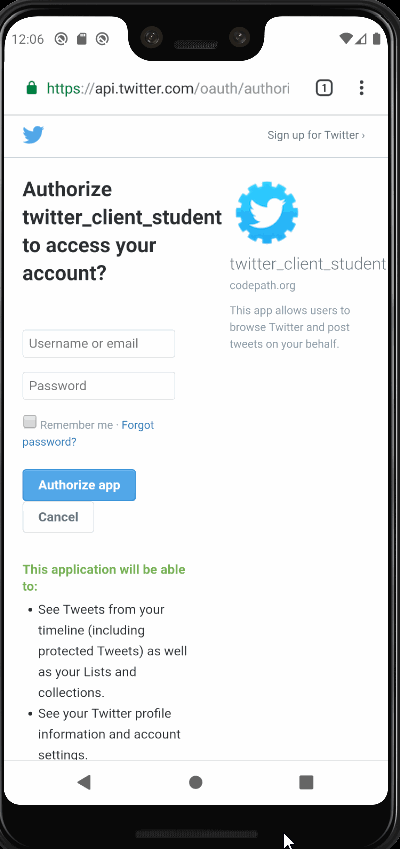 12:06
https://api.twitter.com/oauth/authori
1
Sign up for Twitter ›
Authorize
twitter_client_student
to access your
account?
twitter_client_student
codepath.org
This app allows users to
browse Twitter and post
tweets on your behalf.
Username or email
Password
Remember me · Forgot
password?
Authorize app
Cancel
This application will be able
to:
• See Tweets from your
timeline (including
protected Tweets) as well
as your Lists and
collections.
• See your Twitter profile
information and account
settings.